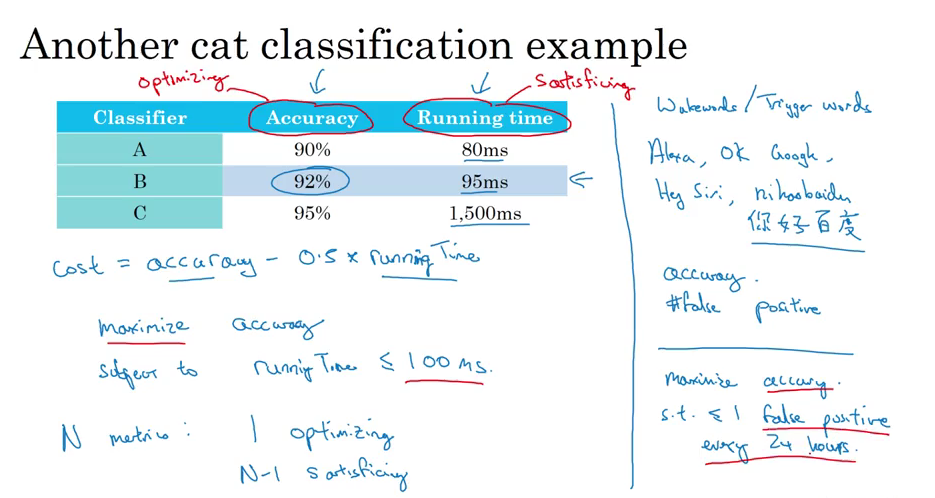 Another cat classification example
optimizing
satisficing
Classifier Accuracy Running time
A 90% 80ms
B 92% 95ms
C 95% 1,500ms
cost = accuracy - 0.5 x runningTime
maximize accuracy
subject to runningTime ≤ 100 ms.
N metrics: 1 optimizing
N-1 satisficing
Wakewords / Trigger words
Alexa, OK Google,
Hey Siri, nihaobaidu
你好百度
accuracy.
#false positive
maximize accuracy.
s.t. ≤ 1 false positive
every 24 hours.